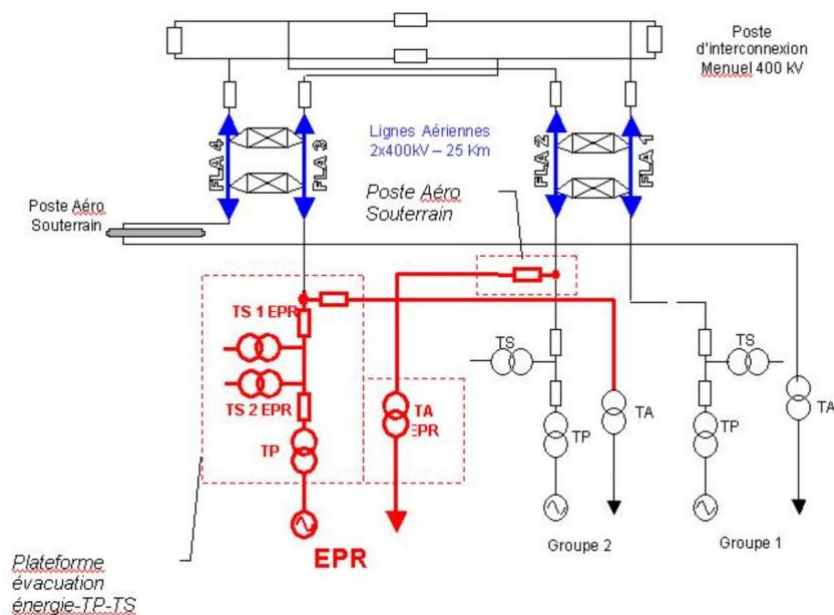 Poste
d'interconnexion
Menuel 400 kV
FLA 4
FLA 3
Lignes Aériennes
2x400kV – 25 Km
FLA 2
FLA 1
Poste Aéro
Souterrain
Poste Aéro
Souterrain
TS 1 EPR
TS 2 EPR
TP
TA
EPR
EPR
TS
TP
TA
Groupe 2
TS
TP
TA
Groupe 1
Plateforme
évacuation
énergie-TP-TS